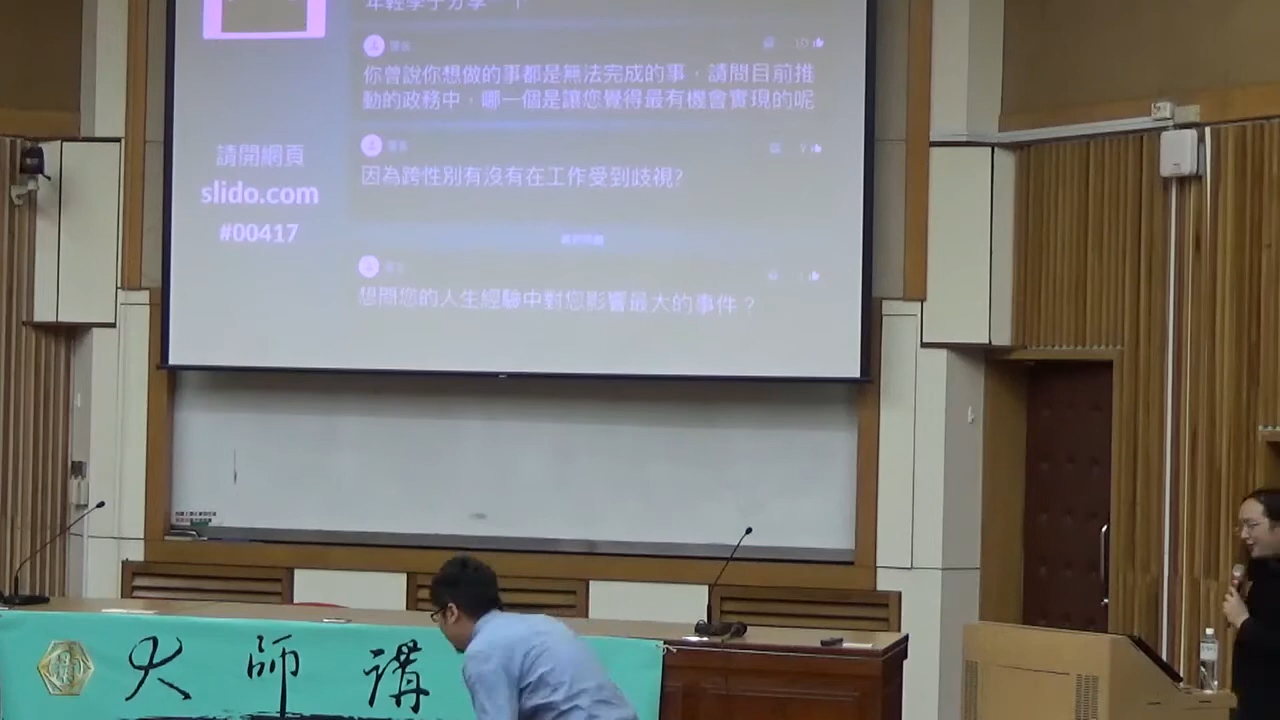 年輕學子分享一下
10
你曾說你想做的事都是無法完成的事，請問目前推
動的政務中，哪一個是讓您覺得最有機會實現的呢
請開網頁
slido.com
#00417
因為跨性別有沒有在工作受到歧視?
想問您的人生經驗中對您影響最大的事件？
大師講